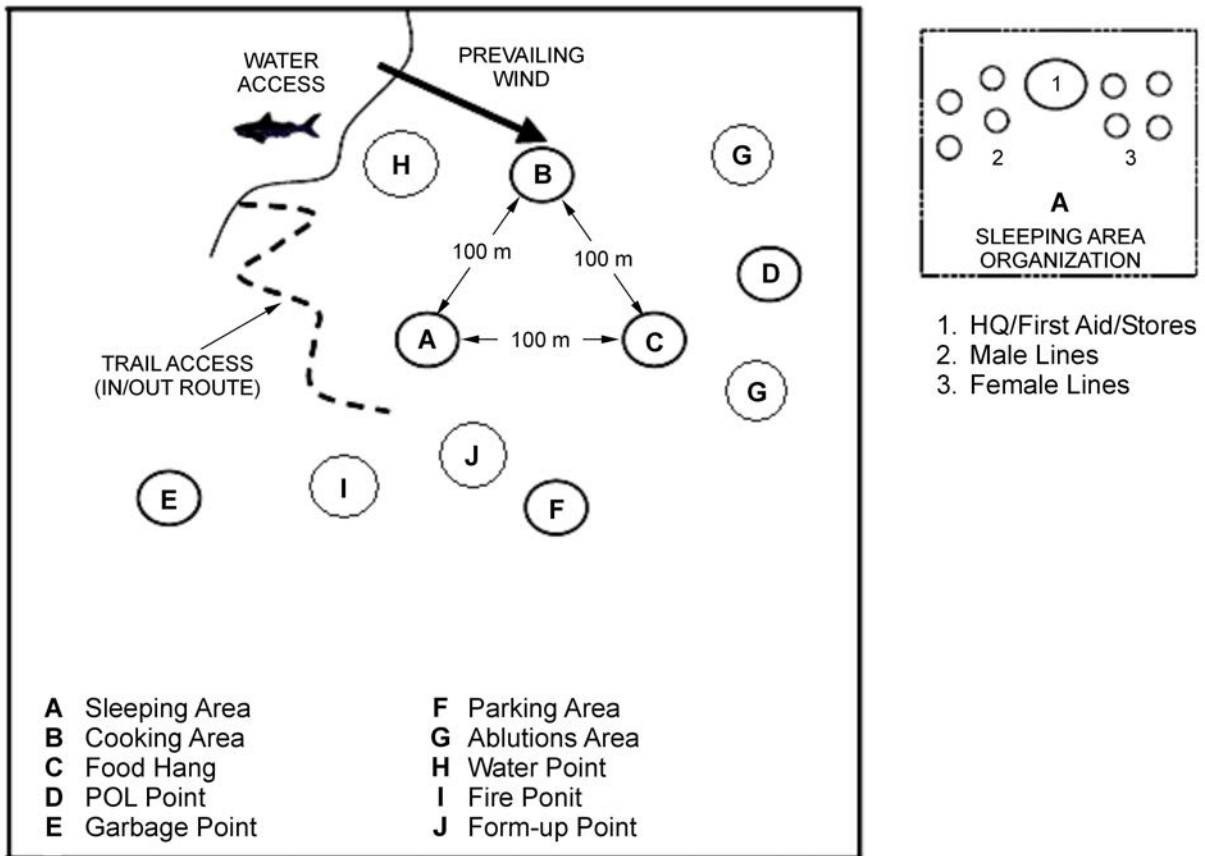 WATER
ACCESS
PREVAILING
WIND
H
B
G
100 m
100 m
D
A
100 m
C
TRAIL ACCESS
(IN/OUT ROUTE)
G
J
E
I
F
A Sleeping Area
B Cooking Area
C Food Hang
D POL Point
E Garbage Point
F Parking Area
G Ablutions Area
H Water Point
I Fire Ponit
J Form-up Point
1
2
3
A
SLEEPING AREA
ORGANIZATION
1. HQ/First Aid/Stores
2. Male Lines
3. Female Lines